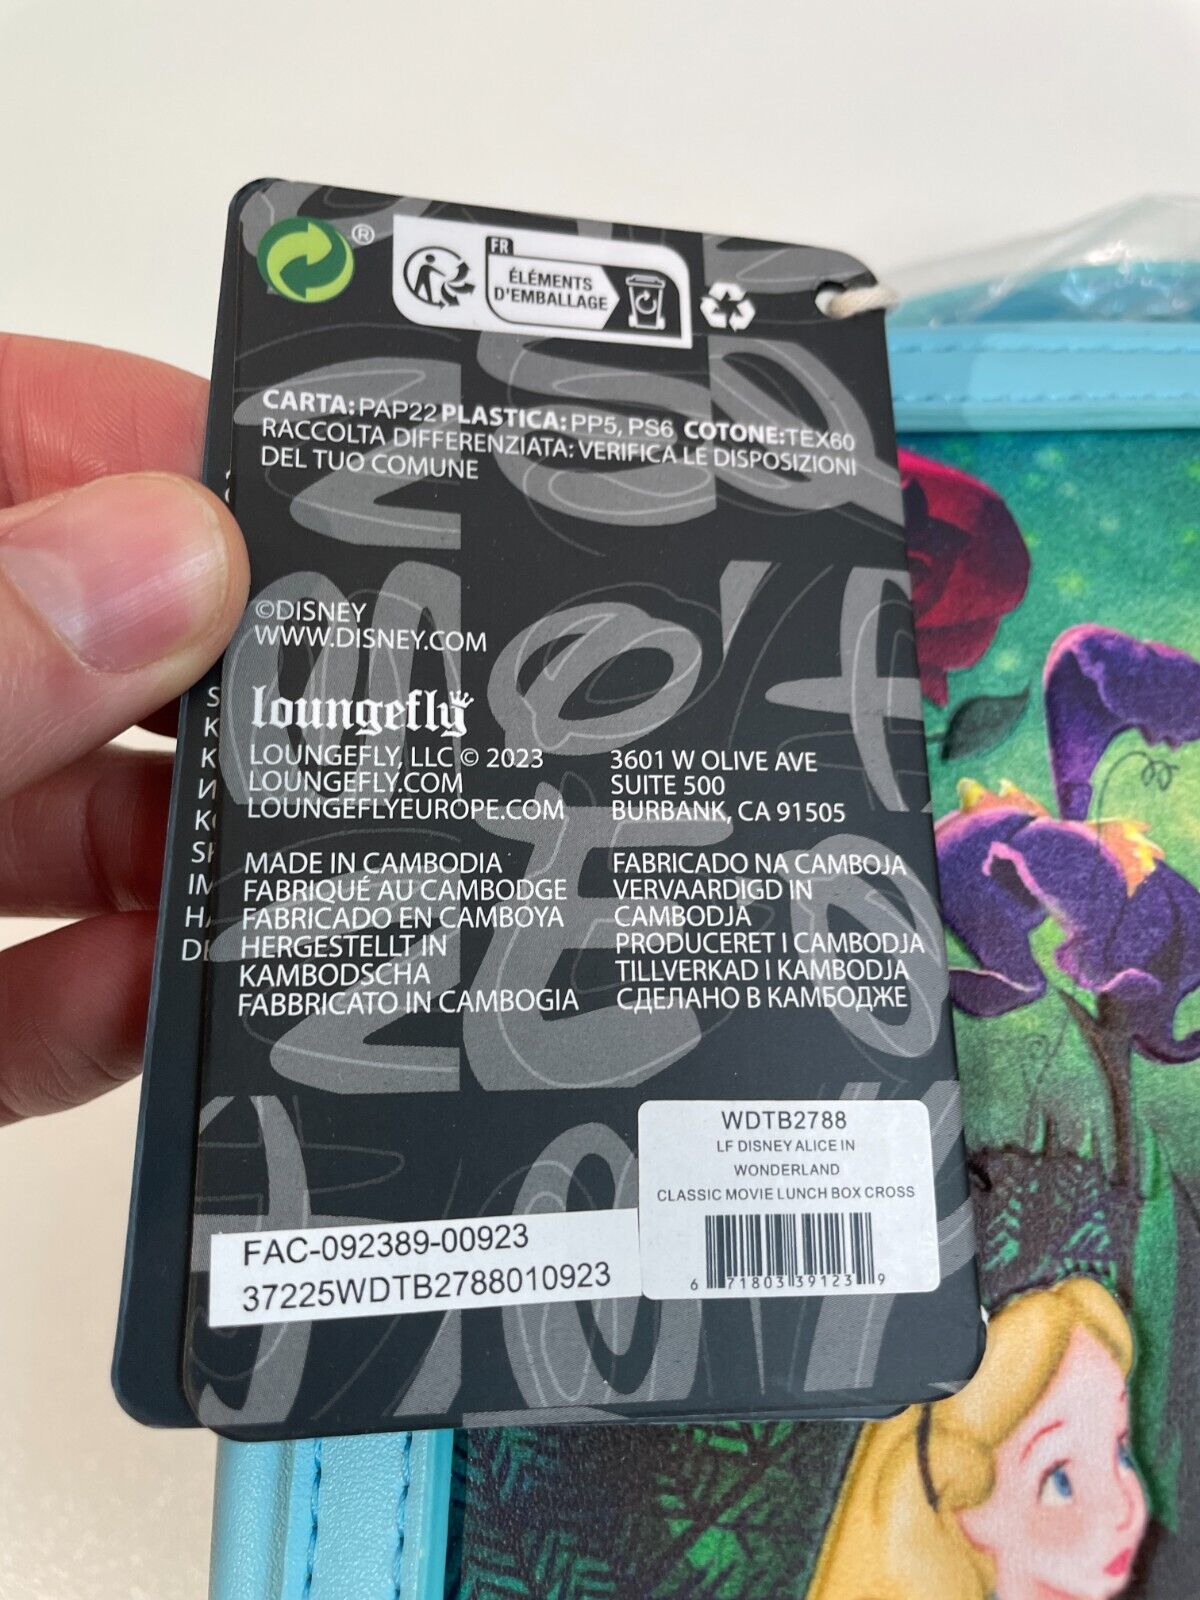 ®
FR
ÉLÉMENTS
D'EMBALLAGE
CARTA: PAP22 PLASTICA: PP5, PS6 COTONE:TEX60
RACCOLTA DIFFERENZIATA: VERIFICA LE DISPOSIZIONI
DEL TUO COMUNE
©DISNEY
WWW.DISNEY.COM
loungefly
LOUNGEFLY, LLC © 2023
LOUNGEFLY.COM
LOUNGEFLYEUROPE.COM
3601 W OLIVE AVE
SUITE 500
BURBANK, CA 91505
MADE IN CAMBODIA
FABRIQUÉ AU CAMBODGE
FABRICADO EN CAMBOYA
HERGESTELLT IN
KAMBODSCHA
FABBRICATO IN CAMBOGIA
FABRICADO NA CAMBOJA
VERVAARDIGD IN
CAMBODJA
PRODUCERET I CAMBODJA
TILLVERKAD I KAMBODJA
СДЕЛАНО В КАМБОДЖЕ
WDTB2788
LF DISNEY ALICE IN
WONDERLAND
CLASSIC MOVIE LUNCH BOX CROSS
6 71803 39123 9
FAC-092389-00923
37225WDTB2788010923